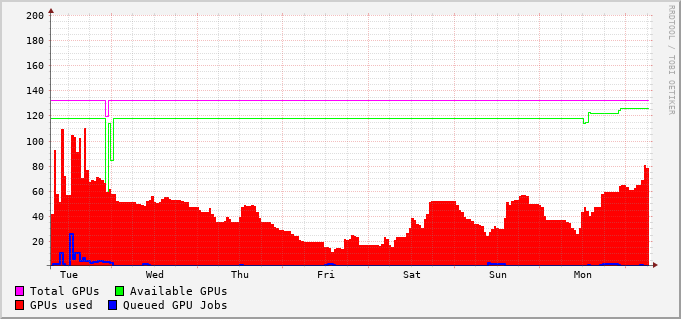 200
180
160
140
120
100
80
60
40
20
Tue Wed Thu Fri Sat Sun Mon
Total GPUs Available GPUs
GPUs used Queued GPU Jobs
RRDTOOL / TOBI OETIKER